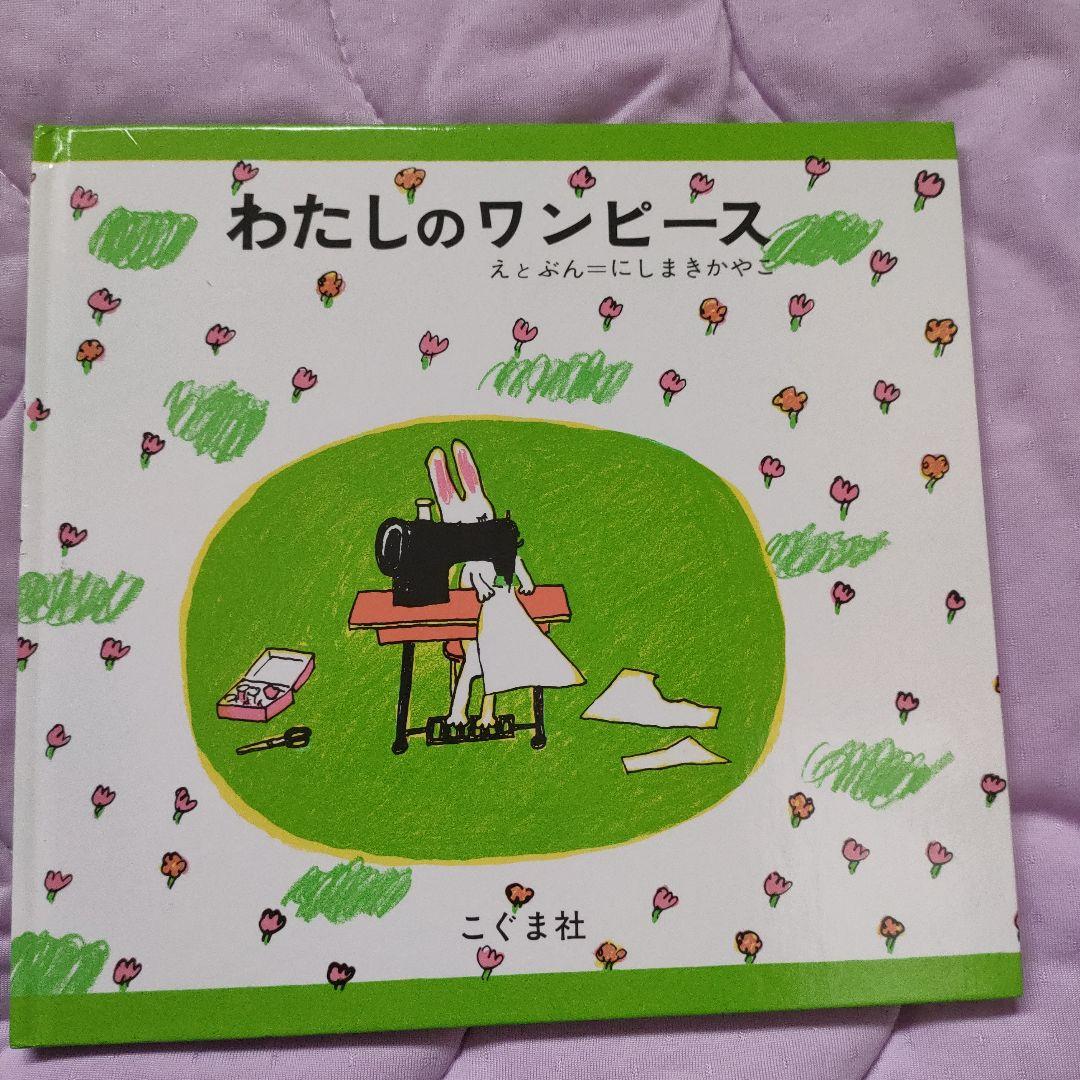 わたしのワンピース
えとぶん＝にしまきかやこ
こぐま社